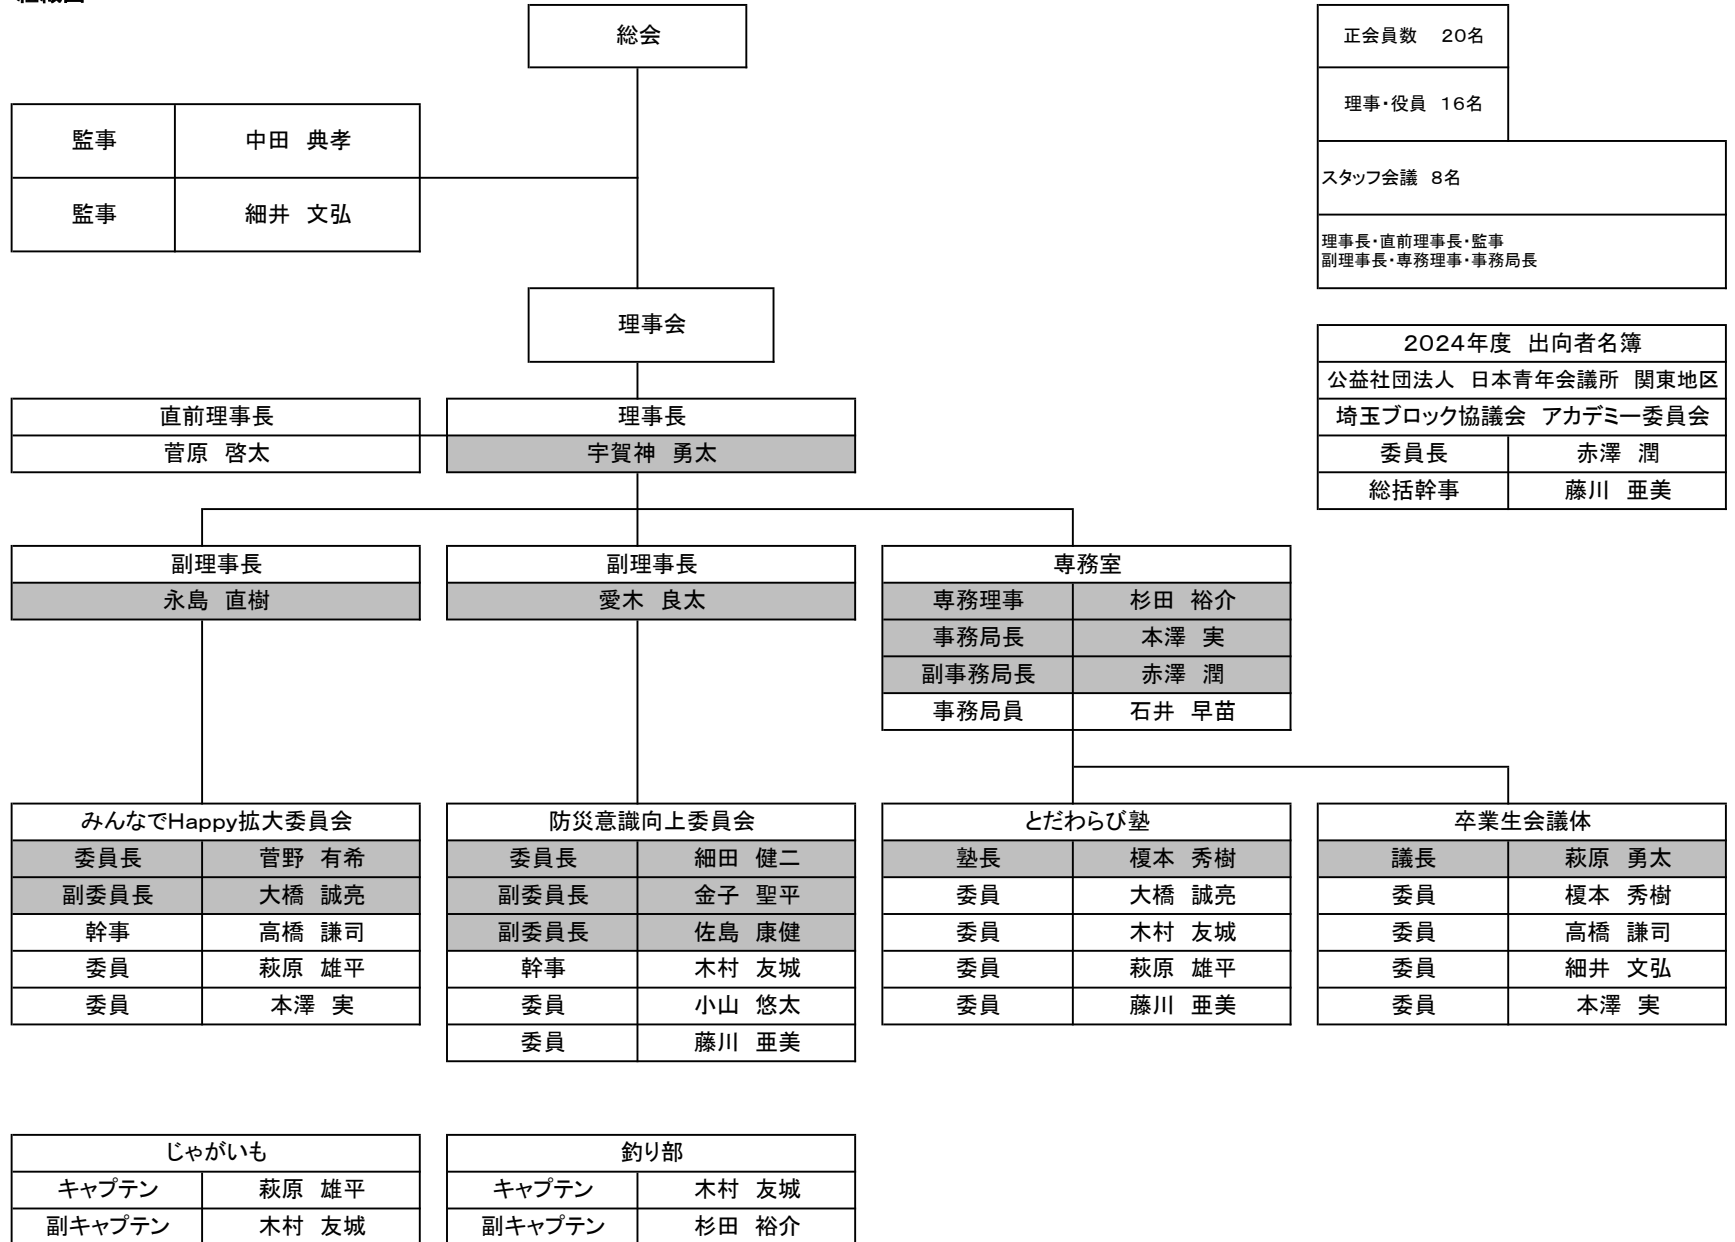 総会
正会員数 20名
理事・役員 16名
スタッフ会議 8名
理事長・直前理事長・監事
副理事長・専務理事・事務局長
監事 中田 典孝
監事 細井 文弘
理事会
2024年度 出向者名簿
公益社団法人 日本青年会議所 関東地区
埼玉ブロック協議会 アカデミー委員会
委員長 赤澤 潤
総括幹事 藤川 亜美
直前理事長
菅原 啓太
理事長
宇賀神 勇太
副理事長
永島 直樹
副理事長
愛木 良太
専務室
専務理事 杉田 裕介
事務局長 本澤 実
副事務局長 赤澤 潤
事務局員 石井 早苗
みんなでHappy拡大委員会
委員長 菅野 有希
副委員長 大橋 誠亮
幹事 高橋 謙司
委員 萩原 雄平
委員 本澤 実
防災意識向上委員会
委員長 細田 健二
副委員長 金子 聖平
副委員長 佐島 康健
幹事 木村 友城
委員 小山 悠太
委員 藤川 亜美
とだわらび塾
塾長 榎本 秀樹
委員 大橋 誠亮
委員 木村 友城
委員 萩原 雄平
委員 藤川 亜美
卒業生会議体
議長 萩原 勇太
委員 榎本 秀樹
委員 高橋 謙司
委員 細井 文弘
委員 本澤 実
じゃがいも
キャプテン 萩原 雄平
副キャプテン 木村 友城
釣り部
キャプテン 木村 友城
副キャプテン 杉田 裕介